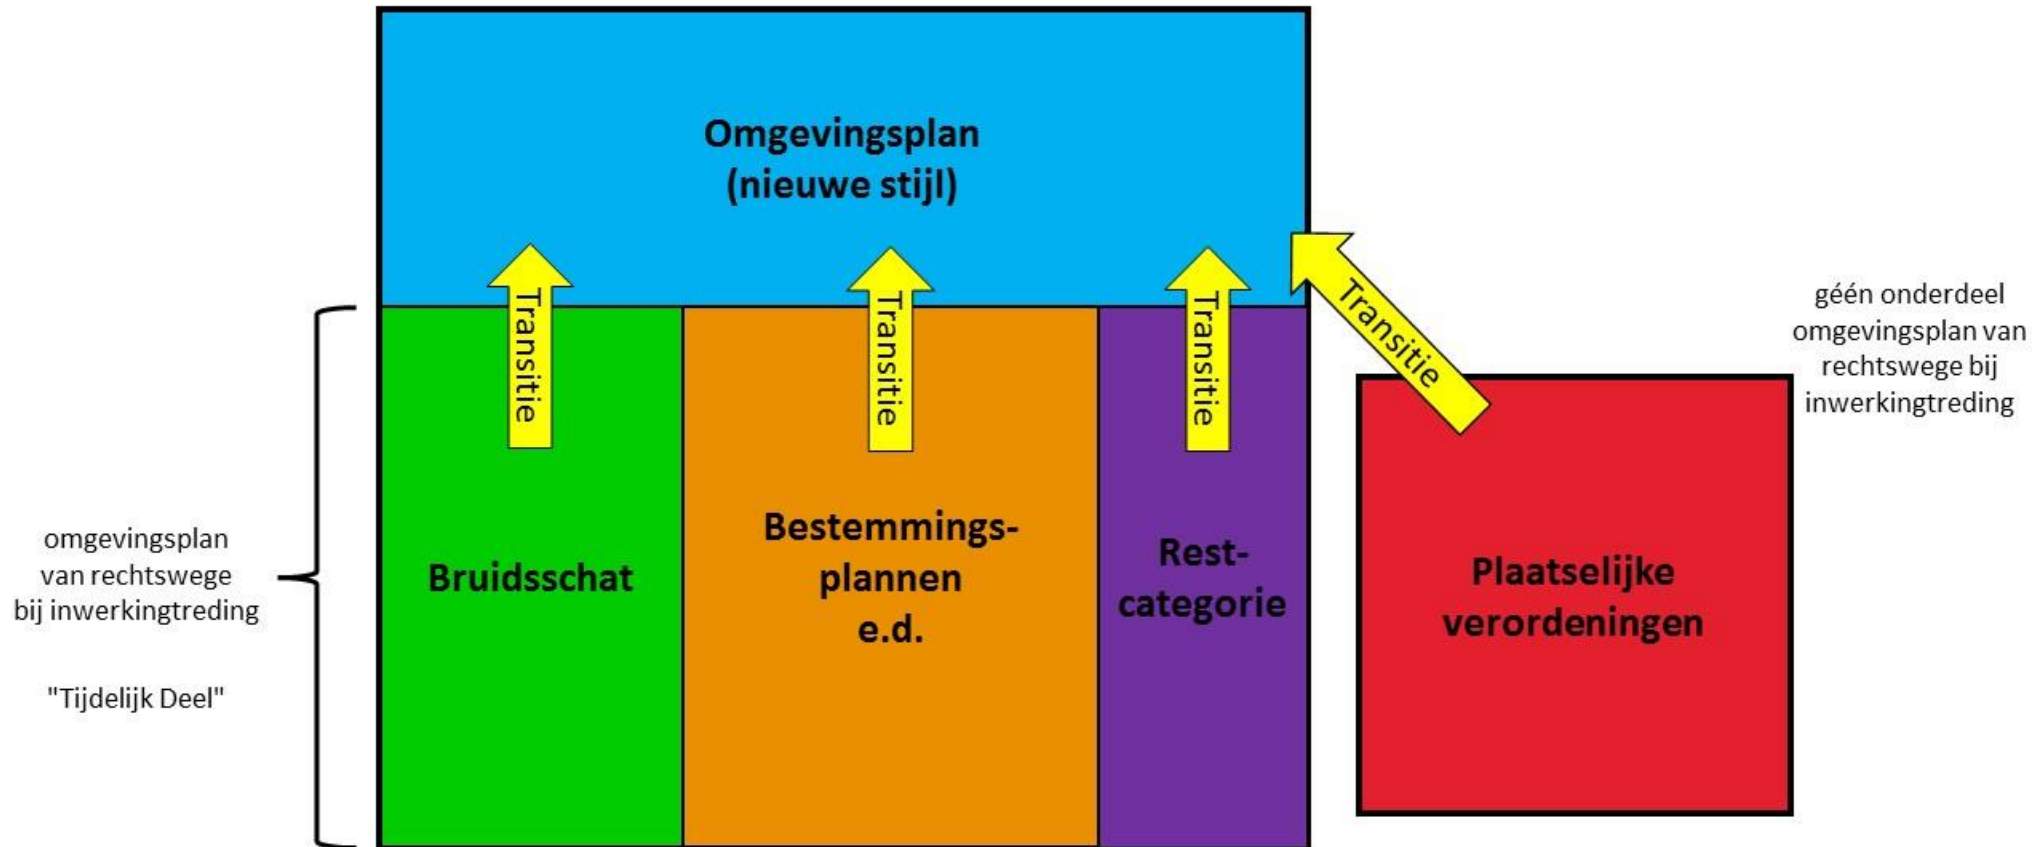 Omgevingsplan
(nieuwe stijl)
Transitie
Transitie
Transitie
Transitie
géén onderdeel
omgevingsplan van
rechtswege bij
inwerkingtreding
omgevingsplan
van rechtswege
bij inwerkingtreding
"Tijdelijk Deel"
Bruidsschat
Bestemmings-
plannen
e.d.
Rest-
categorie
Plaatselijke
verordeningen